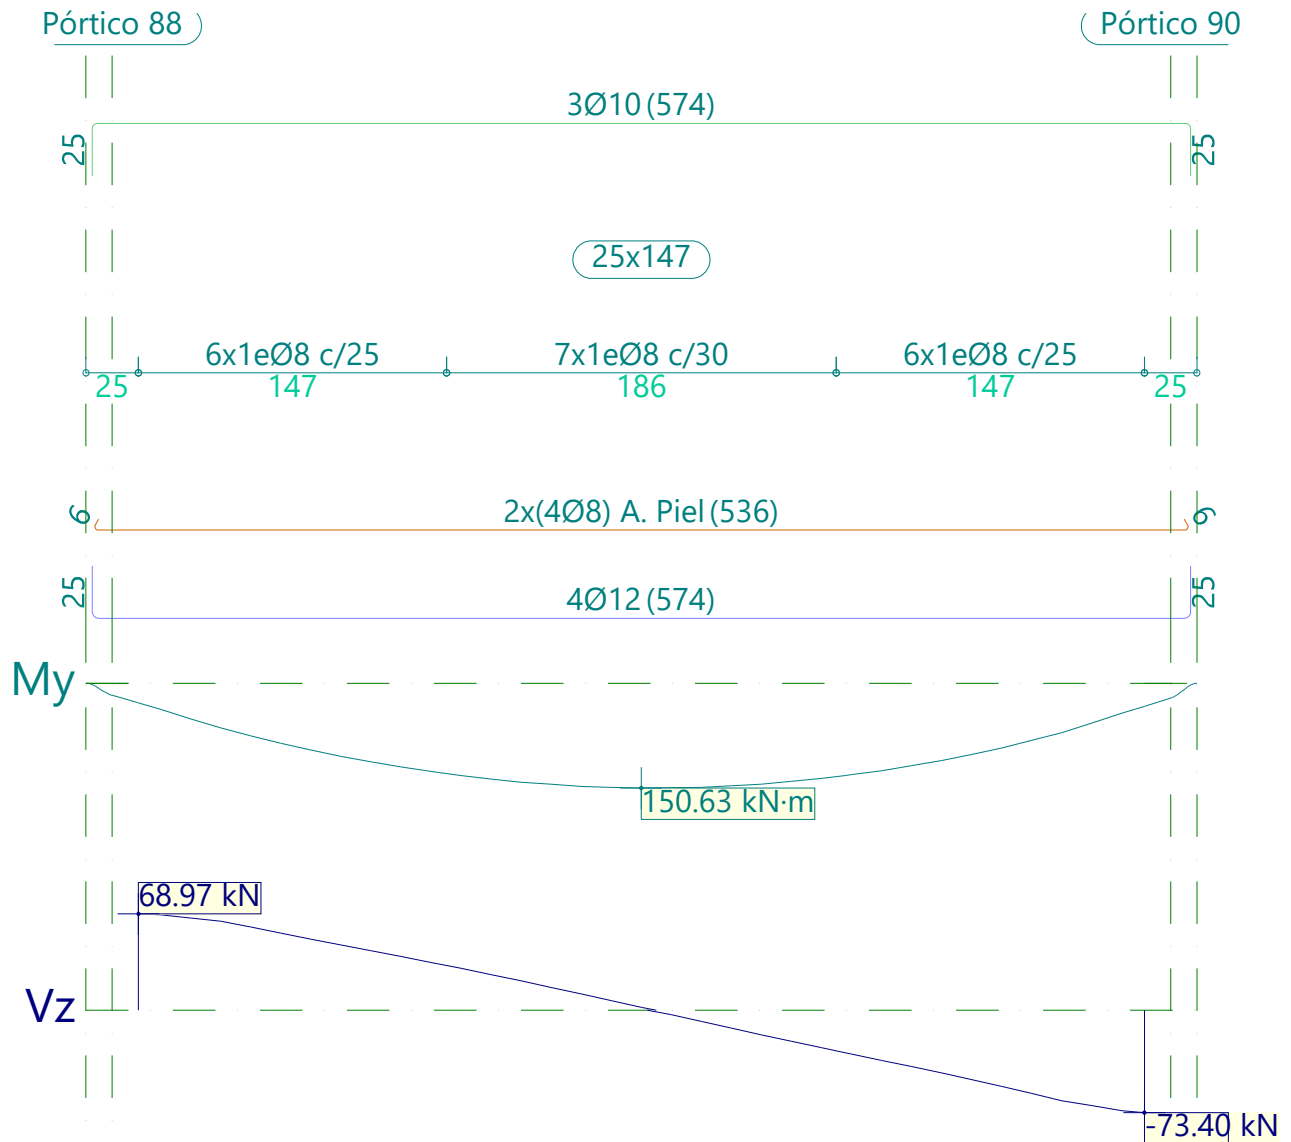 Pórtico 88
Pórtico 90
3Ø10 (574)
25
25
25x147
6x1eØ8 c/25
7x1eØ8 c/30
6x1eØ8 c/25
25
147
186
147
25
6
2x(4Ø8) A. Piel (536)
6
25
4Ø12 (574)
25
My
150.63 kN·m
68.97 kN
Vz
-73.40 kN